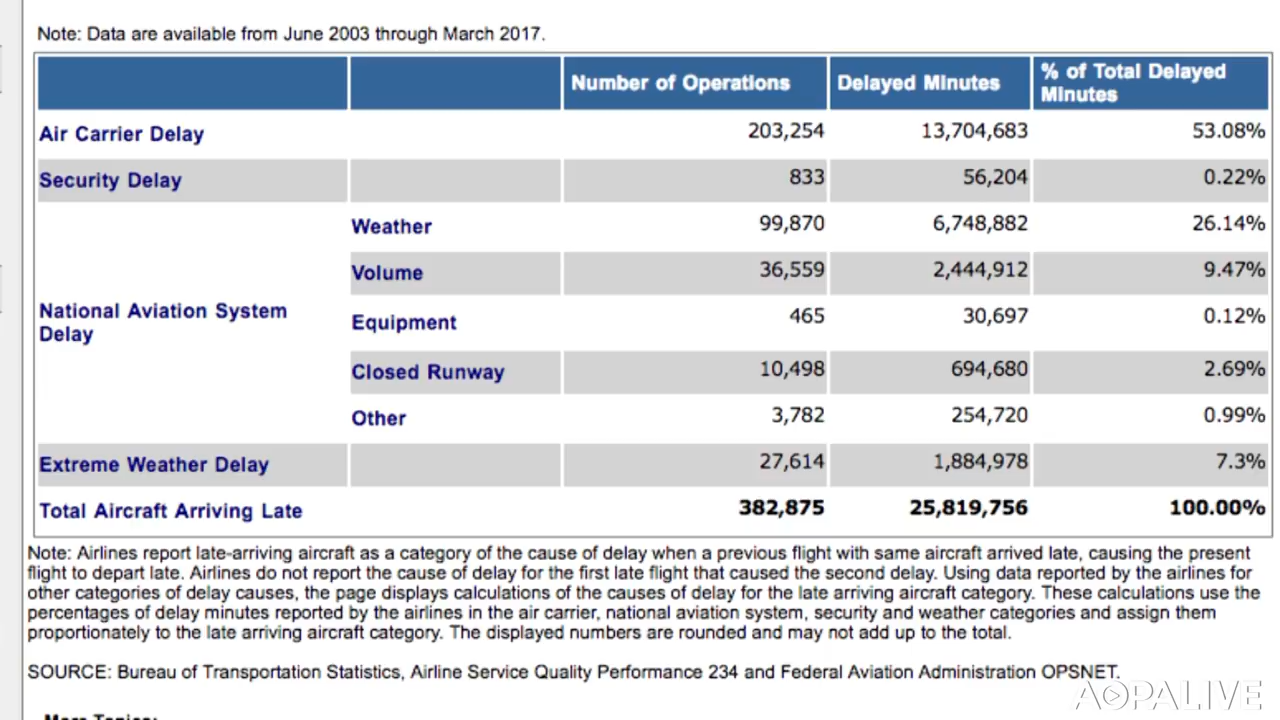 Note: Data are available from June 2003 through March 2017.
Number of Operations Delayed Minutes % of Total Delayed Minutes
Air Carrier Delay 203,254 13,704,683 53.08%
Security Delay 833 56,204 0.22%
Weather 99,870 6,748,882 26.14%
Volume 36,559 2,444,912 9.47%
National Aviation System Delay
Equipment 465 30,697 0.12%
Closed Runway 10,498 694,680 2.69%
Other 3,782 254,720 0.99%
Extreme Weather Delay 27,614 1,884,978 7.3%
Total Aircraft Arriving Late 382,875 25,819,756 100.00%
Note: Airlines report late-arriving aircraft as a category of the cause of delay when a previous flight with same aircraft arrived late, causing the present
flight to depart late. Airlines do not report the cause of delay for the first late flight that caused the second delay. Using data reported by the airlines for
other categories of delay causes, the page displays calculations of the causes of delay for the late arriving aircraft category. These calculations use the
percentages of delay minutes reported by the airlines in the air carrier, national aviation system, security and weather categories and assign them
proportionately to the late arriving aircraft category. The displayed numbers are rounded and may not add up to the total.
SOURCE: Bureau of Transportation Statistics, Airline Service Quality Performance 234 and Federal Aviation Administration OPSNET.
AOPALIVE
More Topics: